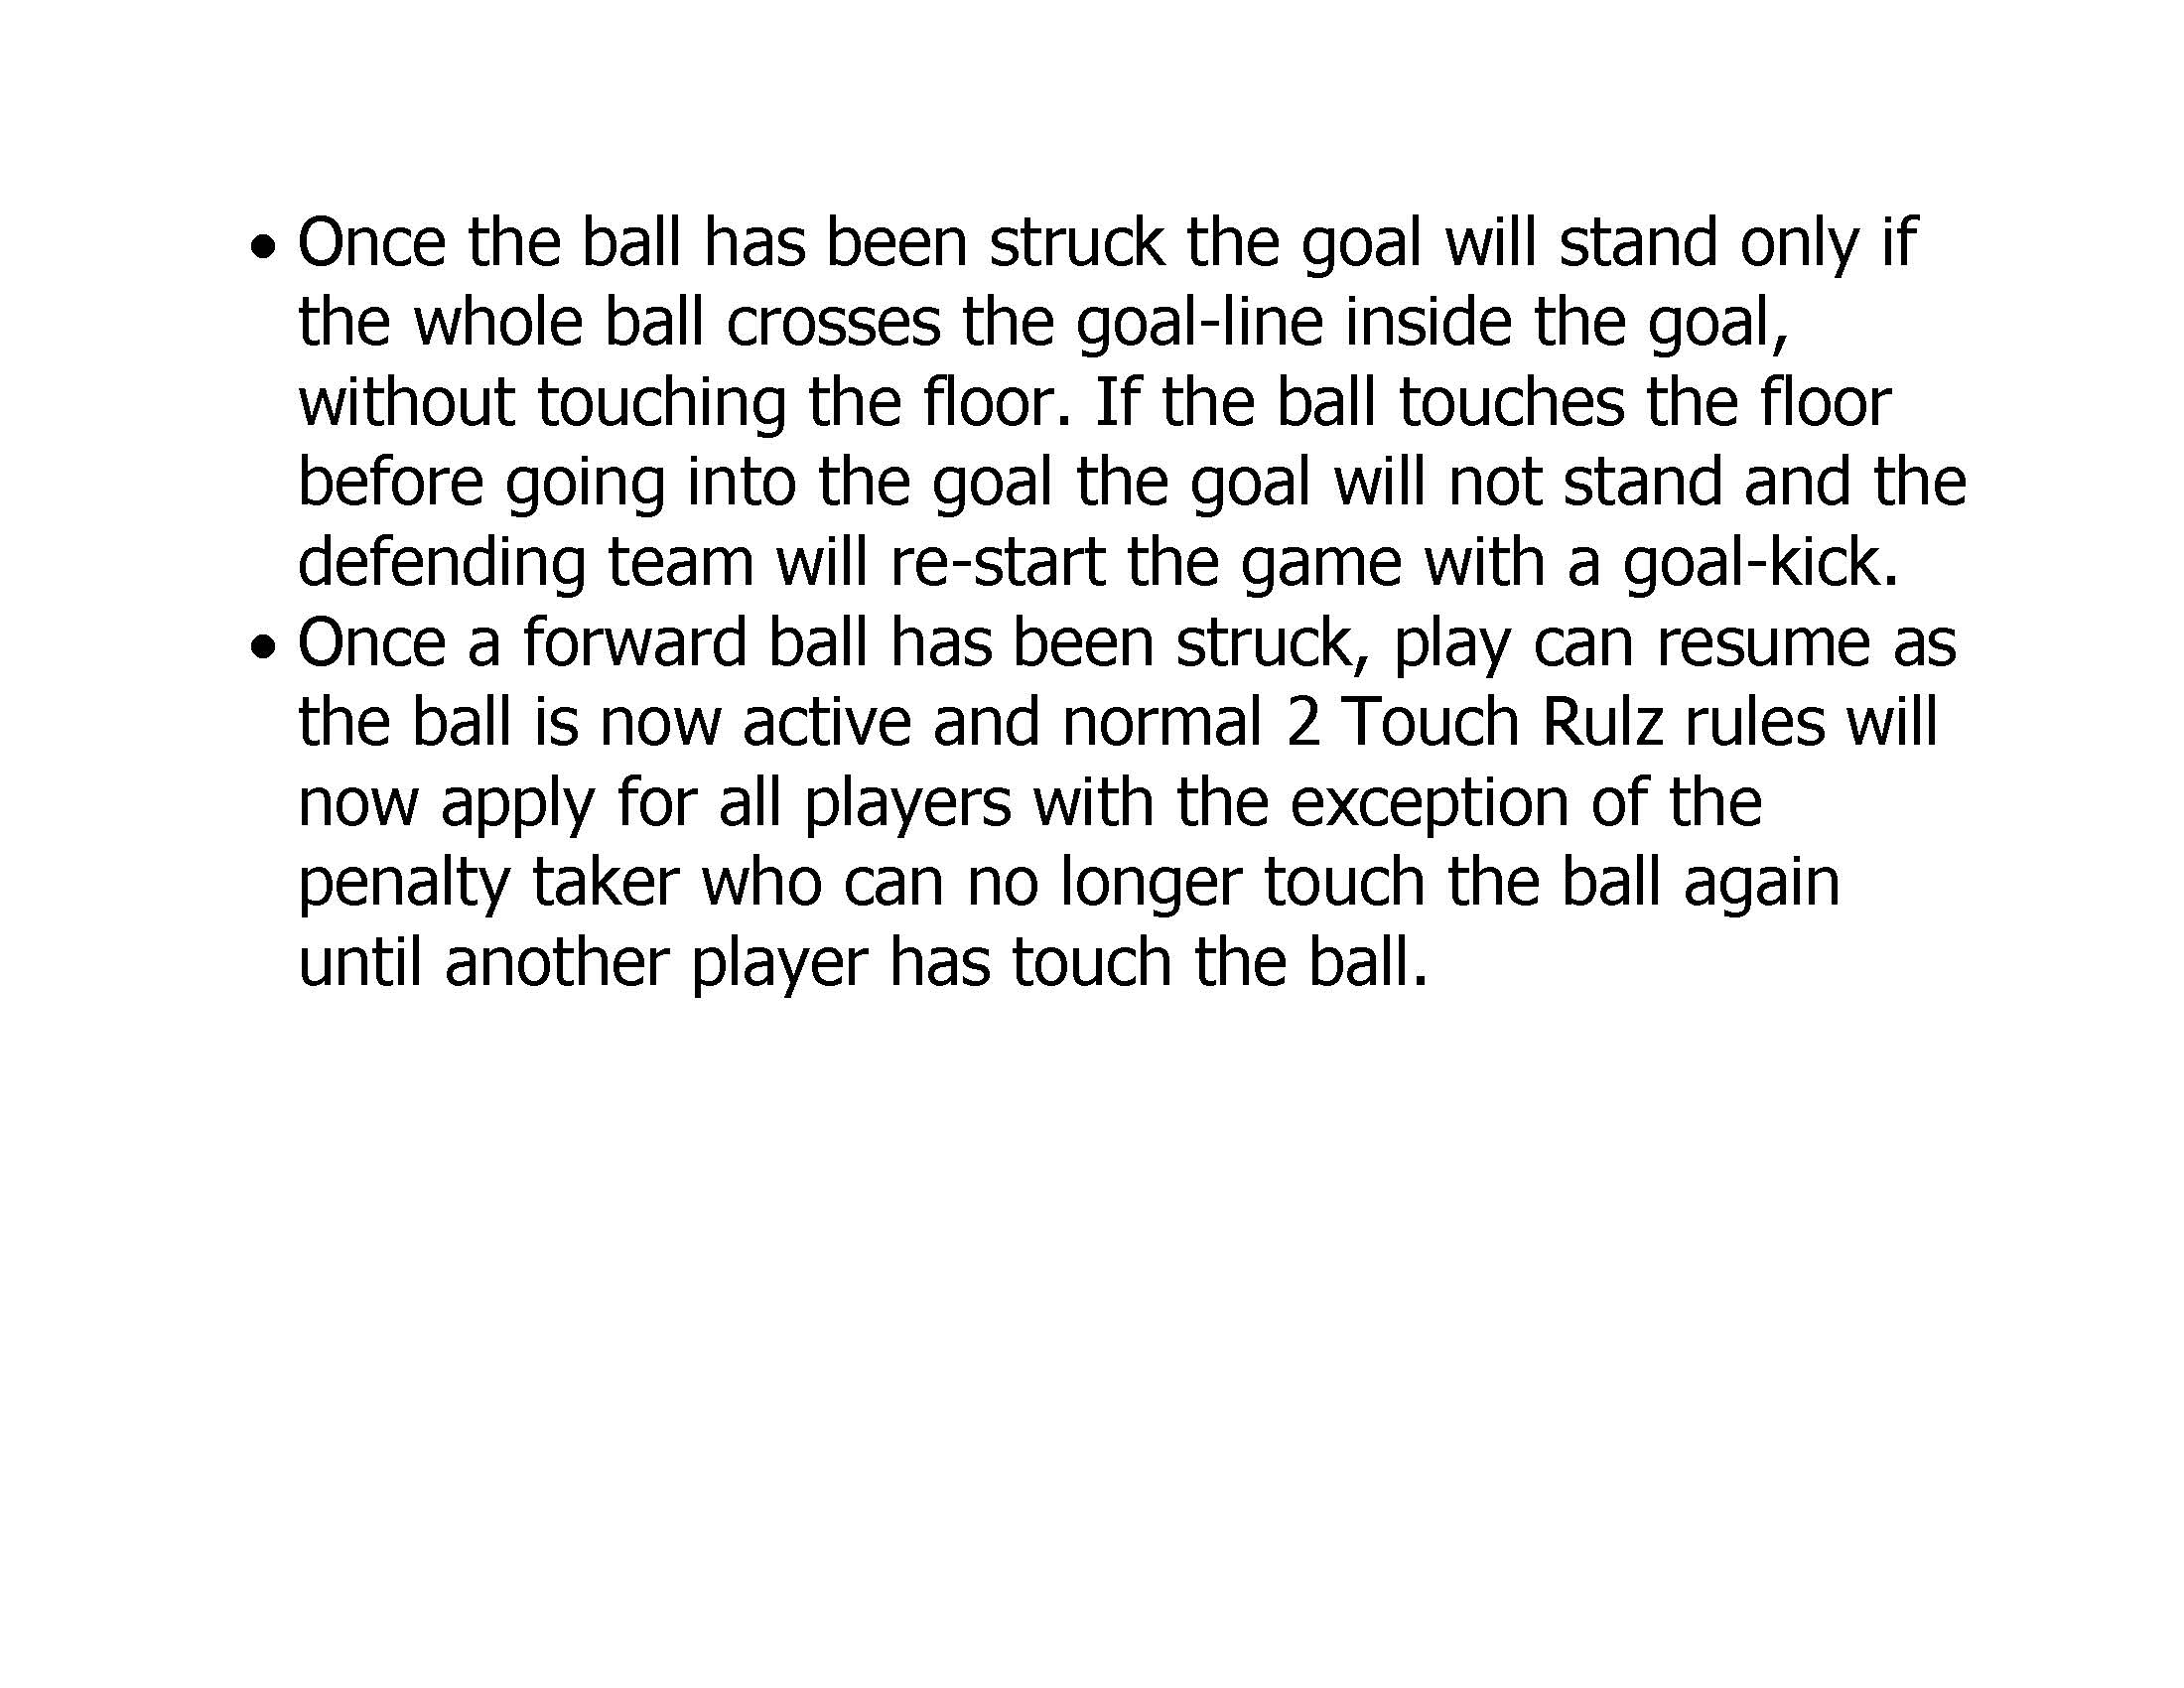 • Once the ball has been struck the goal will stand only if
the whole ball crosses the goal-line inside the goal,
without touching the floor. If the ball touches the floor
before going into the goal the goal will not stand and the
defending team will re-start the game with a goal-kick.
• Once a forward ball has been struck, play can resume as
the ball is now active and normal 2 Touch Rulz rules will
now apply for all players with the exception of the
penalty taker who can no longer touch the ball again
until another player has touch the ball.